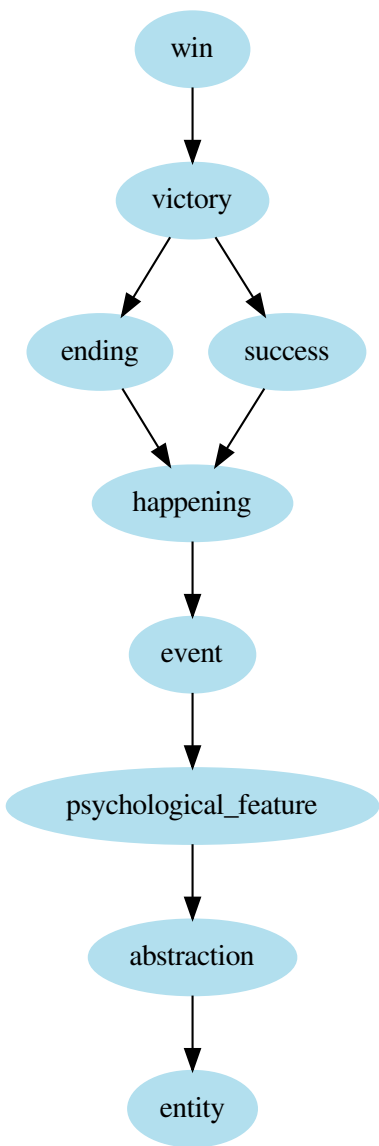 win
victory
ending
success
happening
event
psychological_feature
abstraction
entity